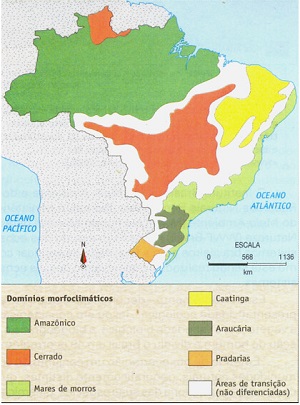 OCEANO
PACÍFICO
OCEANO
ATLÂNTICO
N
ESCALA
0 568 1136
km
Domínios morfoclimáticos
Amazônico
Cerrado
Mares de morros
Caatinga
Araucária
Pradarias
Áreas de transição
(não diferenciadas)